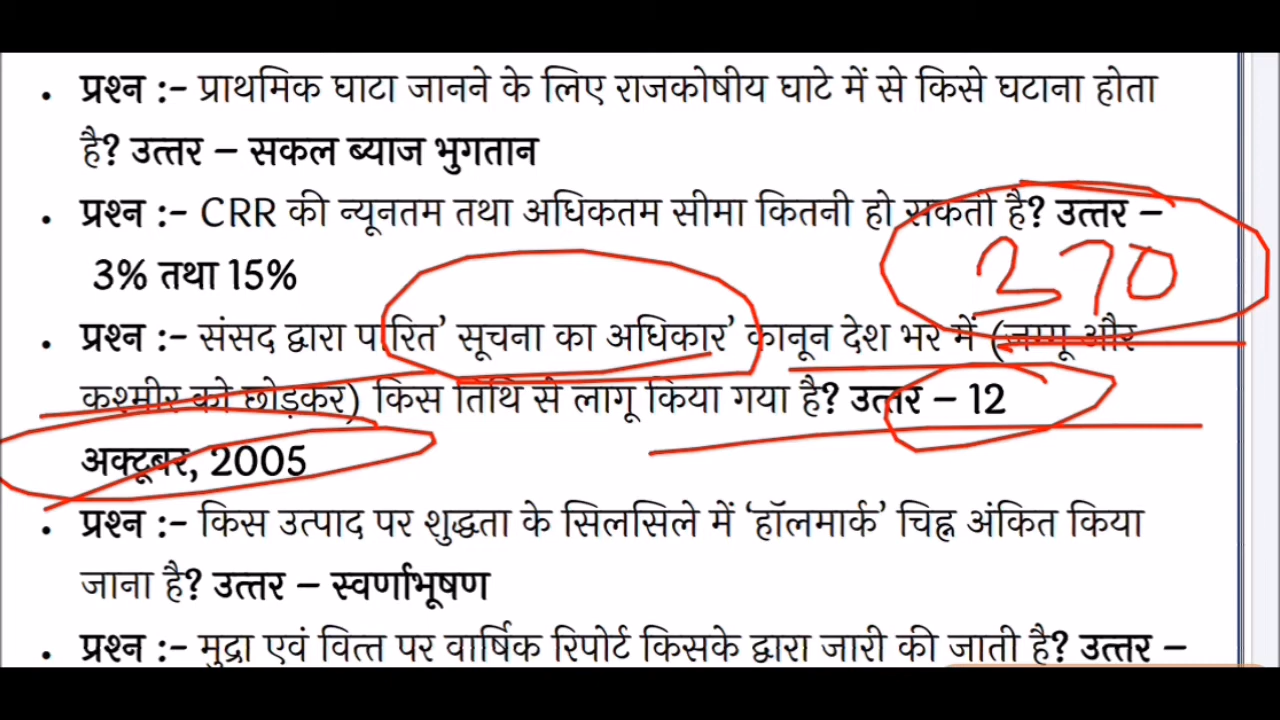 • प्रश्न :- प्राथमिक घाटा जानने के लिए राजकोषीय घाटे में से किसे घटाना होता
है? उत्तर – सकल ब्याज भुगतान
• प्रश्न :- CRR की न्यूनतम तथा अधिकतम सीमा कितनी हो सकती है? उत्तर –
370
3% तथा 15%
• प्रश्न :- संसद द्वारा पारित’ सूचना का अधिकार’ कानून देश भर में (जम्मू और
कश्मीर को छोड़कर) किस तिथि से लागू किया गया है? उत्तर – 12
अक्टूबर, 2005
• प्रश्न :- किस उत्पाद पर शुद्धता के सिलसिले में ‘हॉलमार्क’ चिह्न अंकित किया
जाना है? उत्तर – स्वर्णाभूषण
• प्रश्न :- मुद्रा एवं वित्त पर वार्षिक रिपोर्ट किसके द्वारा जारी की जाती है? उत्तर –